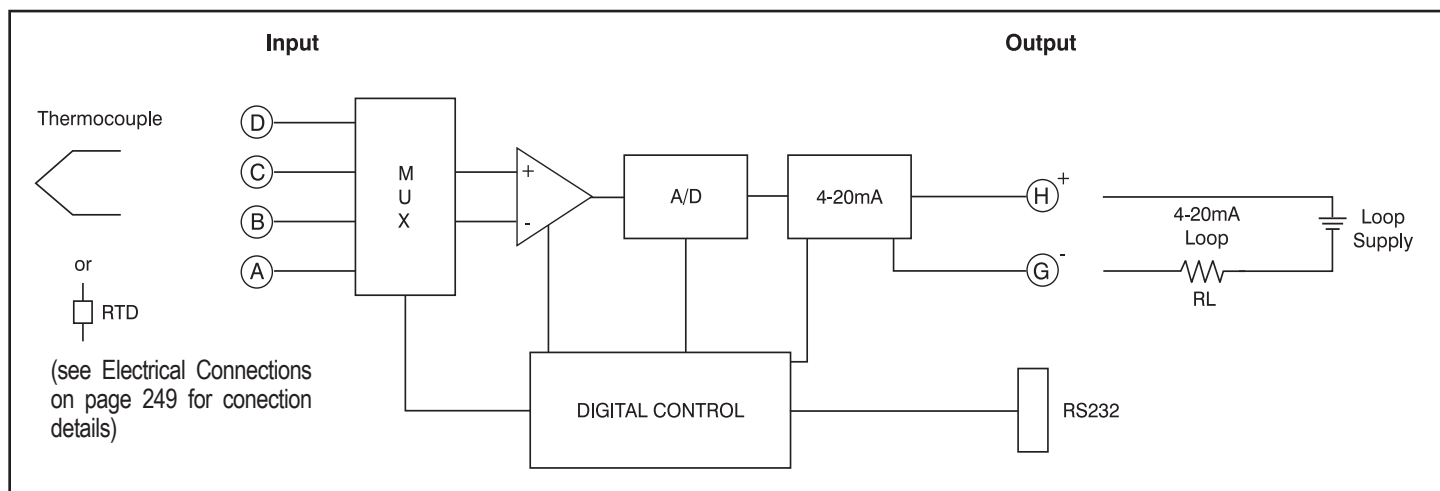 Input
Output
Thermocouple
D
C
B
A
M
U
X
+
-
A/D
4-20mA
H
+
G
-
4-20mA
Loop
RL
Loop
Supply
or
RTD
(see Electrical Connections
on page 249 for conection
details)
DIGITAL CONTROL
RS232